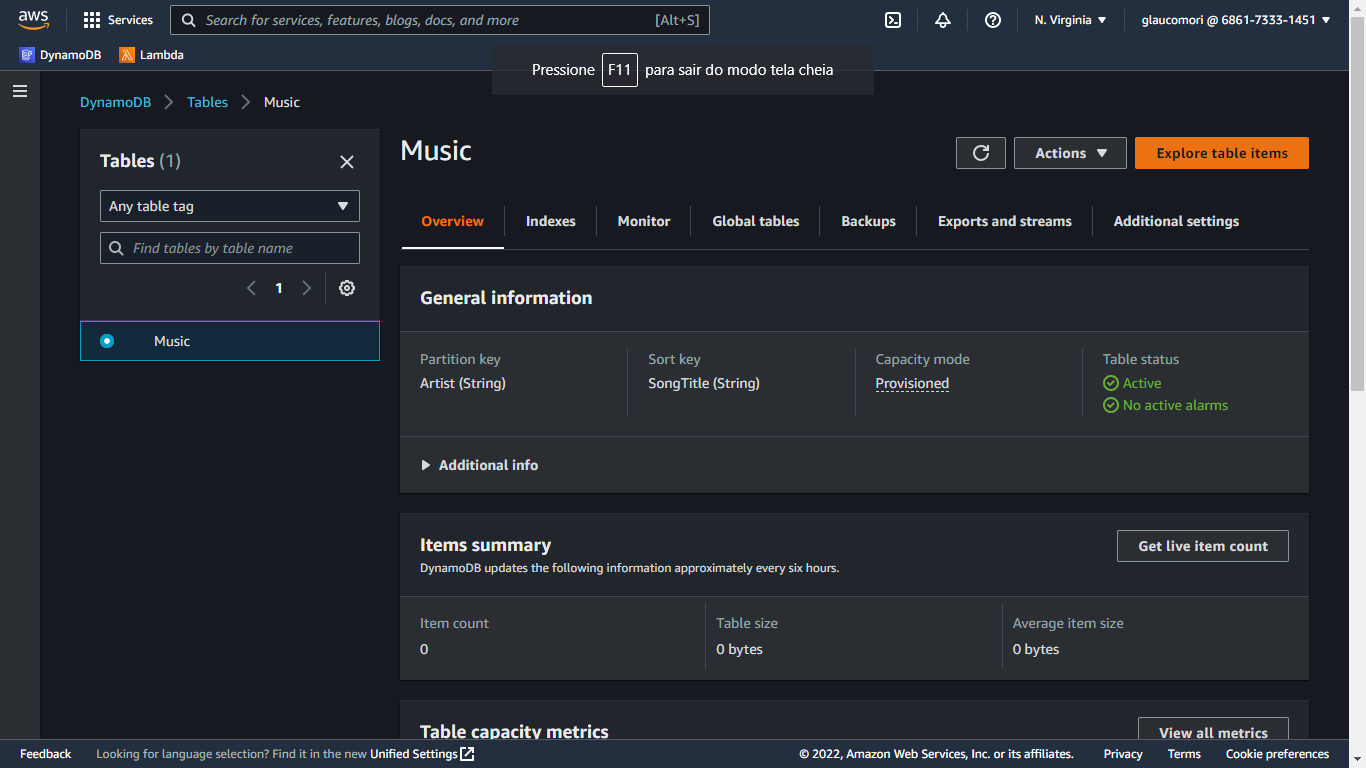 aws
Services
Search for services, features, blogs, docs, and more [Alt+S]
N. Virginia
glaucomori @ 6861-7333-1451
DynamoDB
Lambda
Pressione F11 para sair do modo tela cheia
DynamoDB
Tables
Music
Tables (1)
Any table tag
Find tables by table name
1
Music
Music
Actions
Explore table items
Overview
Indexes
Monitor
Global tables
Backups
Exports and streams
Additional settings
General information
Partition key
Artist (String)
Sort key
SongTitle (String)
Capacity mode
Provisioned
Table status
Active
No active alarms
Additional info
Items summary
DynamoDB updates the following information approximately every six hours.
Get live item count
Item count
0
Table size
0 bytes
Average item size
0 bytes
Table capacity metrics
View all metrics
Feedback
Looking for language selection? Find it in the new Unified Settings
© 2022, Amazon Web Services, Inc. or its affiliates.
Privacy
Terms
Cookie preferences